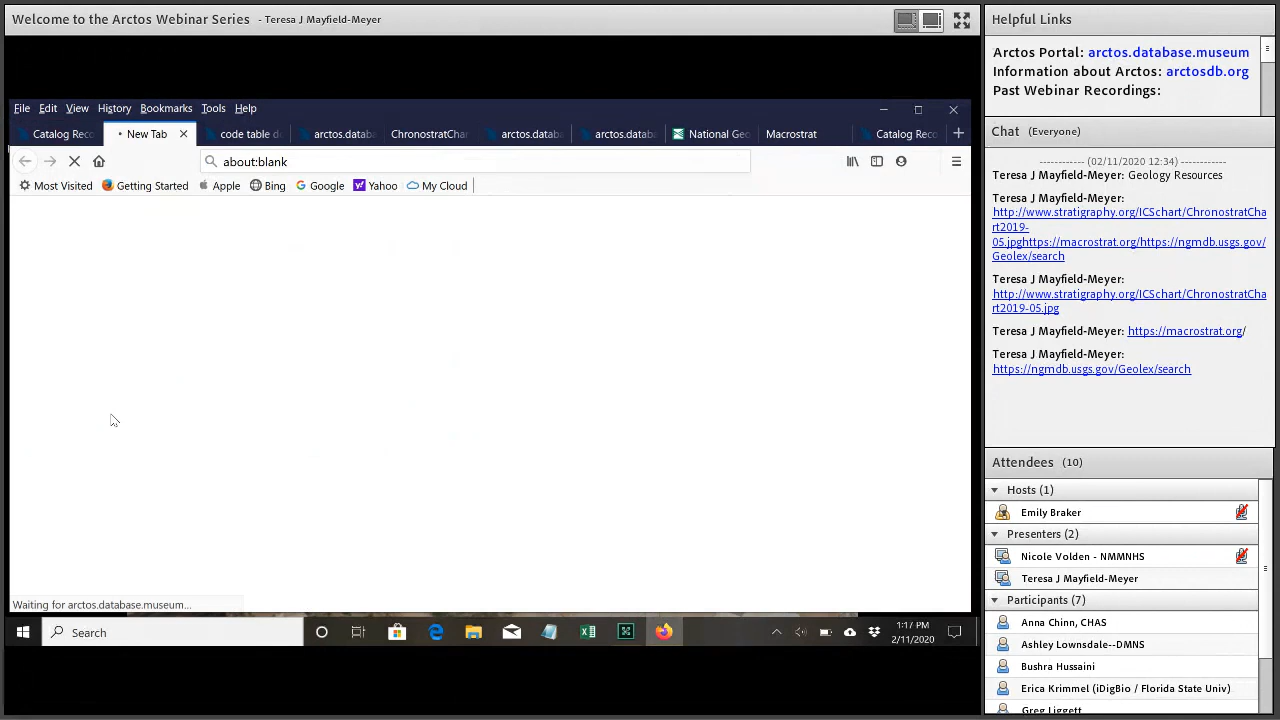 Welcome to the Arctos Webinar Series - Teresa J Mayfield-Meyer
File Edit View History Bookmarks Tools Help
Catalog Reco
New Tab
code table d
arctos.datab
ChronostratChar
arctos.datab
arctos.datab
National Geo
Macrostrat
Catalog Reco
about:blank
Most Visited Getting Started Apple Bing Google Yahoo My Cloud
Waiting for arctos.database.museum...
Search
1:17 PM
2/11/2020
Helpful Links
Arctos Portal: arctos.database.museum
Information about Arctos: arctosdb.org
Past Webinar Recordings:
Chat (Everyone)
------------ (02/11/2020 12:34) ------------
Teresa J Mayfield-Meyer: Geology Resources
Teresa J Mayfield-Meyer:
http://www.stratigraphy.org/ICSchart/ChronostratCha
rt2019-
05.jpghttps://macrostrat.org/https://ngmdb.usgs.gov/
Geolex/search
Teresa J Mayfield-Meyer:
http://www.stratigraphy.org/ICSchart/ChronostratCha
rt2019-05.jpg
Teresa J Mayfield-Meyer: https://macrostrat.org/
Teresa J Mayfield-Meyer:
https://ngmdb.usgs.gov/Geolex/search
Attendees (10)
Hosts (1)
Emily Braker
Presenters (2)
Nicole Volden - NMMNHS
Teresa J Mayfield-Meyer
Participants (7)
Anna Chinn, CHAS
Ashley Lownsdale--DMNS
Bushra Hussaini
Erica Krimmel (iDigBio / Florida State Univ)
Greg Liggett